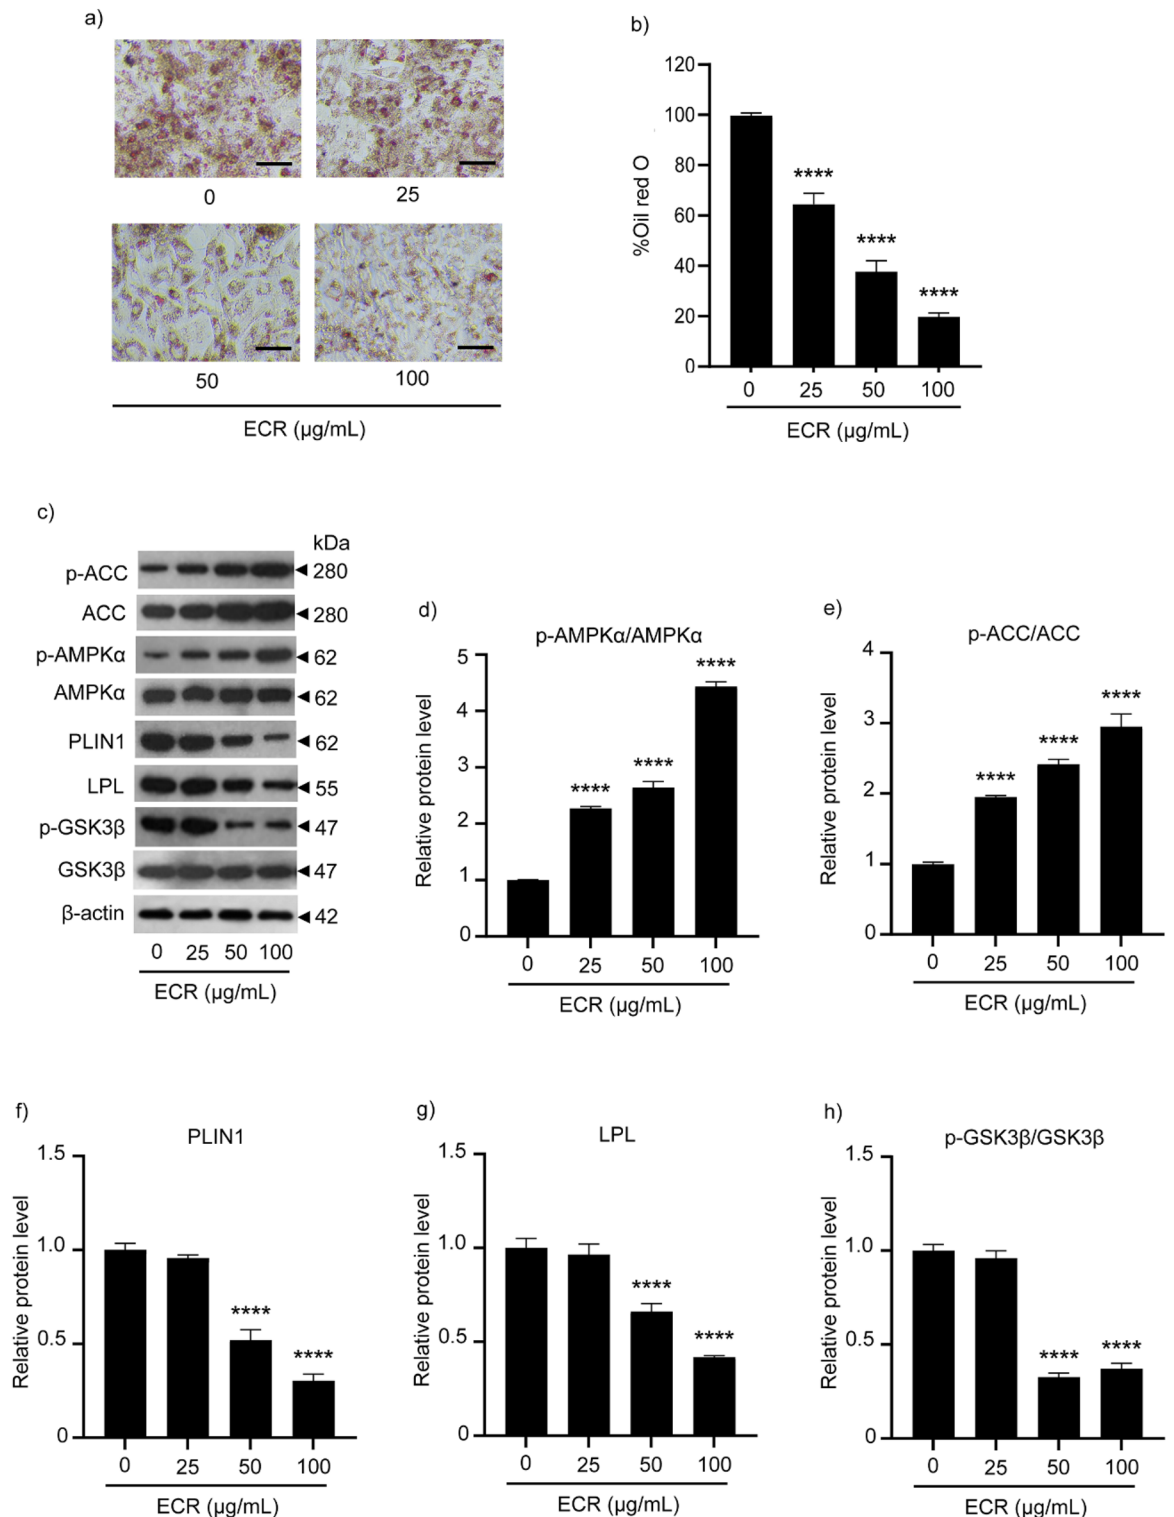 a)
0
25
50
100
ECR (µg/mL)
b)
120
100
80
60
40
20
0
%Oil red O
****
****
****
0 25 50 100
ECR (µg/mL)
c)
kDa
p-ACC 280
ACC 280
p-AMPKα 62
AMPKα 62
PLIN1 62
LPL 55
p-GSK3β 47
GSK3β 47
β-actin 42
0 25 50 100
ECR (µg/mL)
d)
p-AMPKα/AMPKα
Relative protein level
5
4
3
2
1
0
****
****
****
0 25 50 100
ECR (µg/mL)
e)
p-ACC/ACC
Relative protein level
4
3
2
1
0
****
****
****
0 25 50 100
ECR (µg/mL)
f)
PLIN1
Relative protein level
1.5
1.0
0.5
0
****
****
0 25 50 100
ECR (µg/mL)
g)
LPL
Relative protein level
1.5
1.0
0.5
0
****
****
0 25 50 100
ECR (µg/mL)
h)
p-GSK3β/GSK3β
Relative protein level
1.5
1.0
0.5
0
****
****
0 25 50 100
ECR (µg/mL)